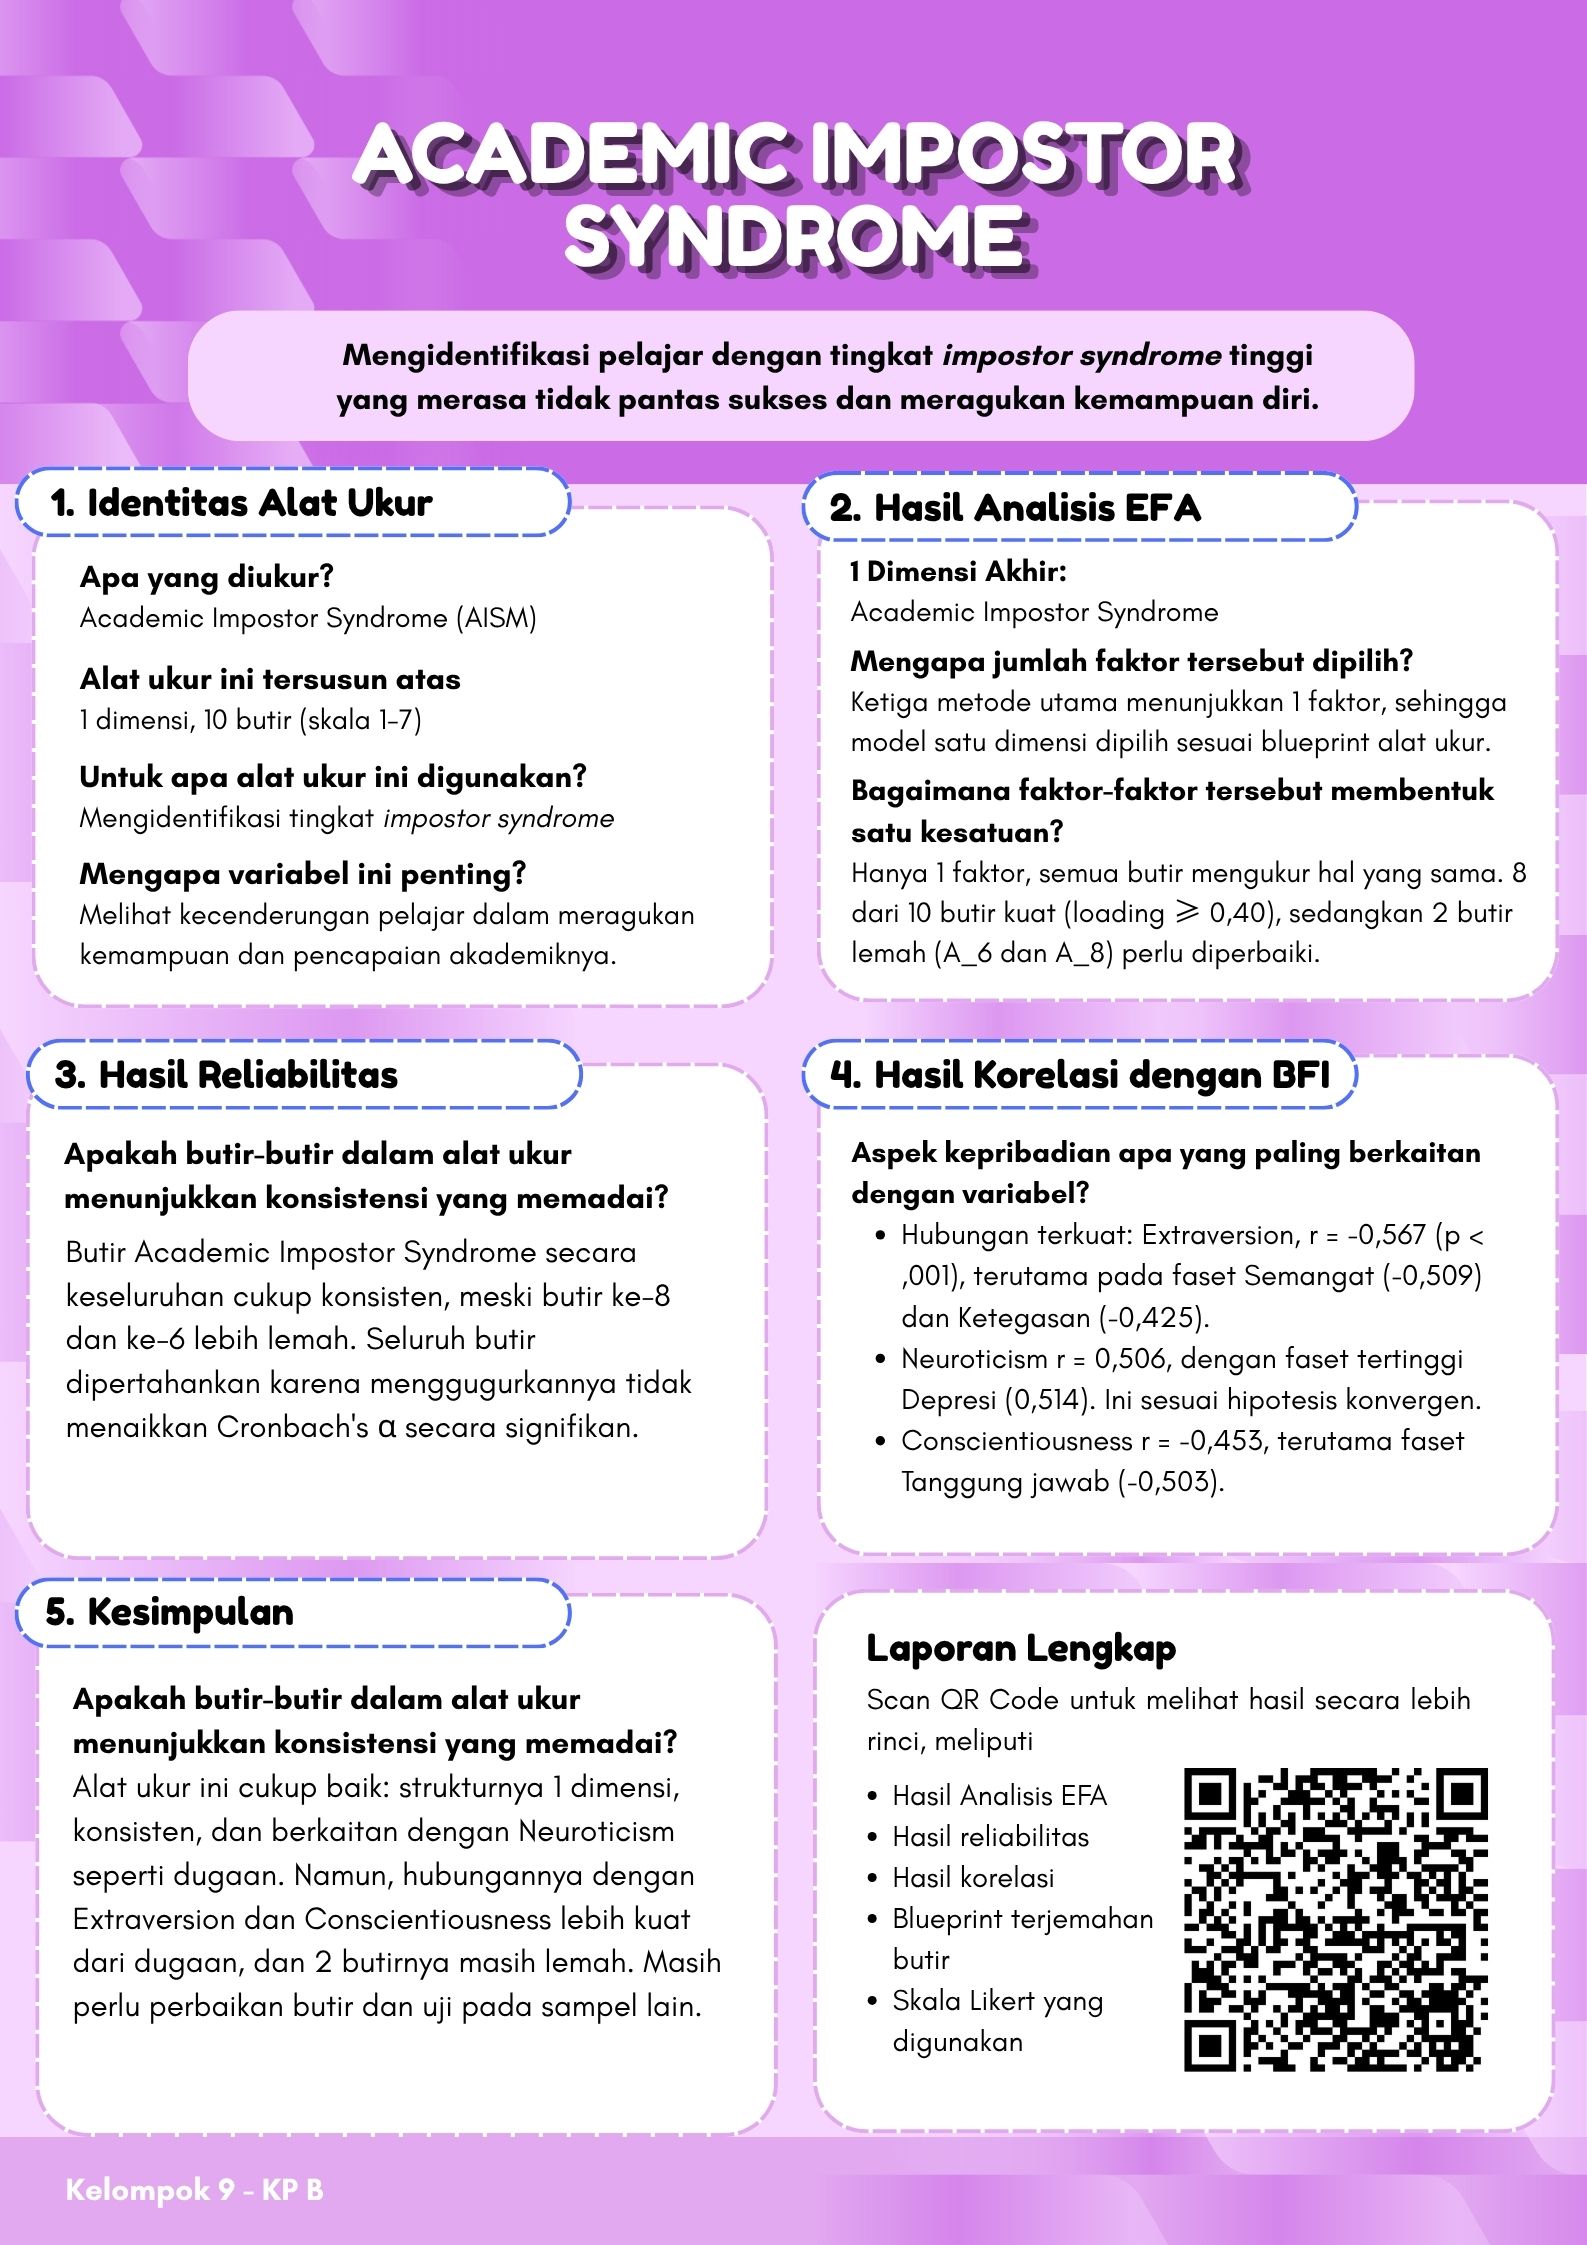 ACADEMIC IMPOSTOR
SYNDROME
Mengidentifikasi pelajar dengan tingkat impostor syndrome tinggi
yang merasa tidak pantas sukses dan meragukan kemampuan diri.
1. Identitas Alat Ukur
Apa yang diukur?
Academic Impostor Syndrome (AISM)
Alat ukur ini tersusun atas
1 dimensi, 10 butir (skala 1-7)
Untuk apa alat ukur ini digunakan?
Mengidentifikasi tingkat impostor syndrome
Mengapa variabel ini penting?
Melihat kecenderungan pelajar dalam meragukan
kemampuan dan pencapaian akademiknya.
2. Hasil Analisis EFA
1 Dimensi Akhir:
Academic Impostor Syndrome
Mengapa jumlah faktor tersebut dipilih?
Ketiga metode utama menunjukkan 1 faktor, sehingga
model satu dimensi dipilih sesuai blueprint alat ukur.
Bagaimana faktor-faktor tersebut membentuk
satu kesatuan?
Hanya 1 faktor, semua butir mengukur hal yang sama. 8
dari 10 butir kuat (loading ⩾ 0,40), sedangkan 2 butir
lemah (A_6 dan A_8) perlu diperbaiki.
3. Hasil Reliabilitas
Apakah butir-butir dalam alat ukur
menunjukkan konsistensi yang memadai?
Butir Academic Impostor Syndrome secara
keseluruhan cukup konsisten, meski butir ke-8
dan ke-6 lebih lemah. Seluruh butir
dipertahankan karena menggugurkannya tidak
menaikkan Cronbach's α secara signifikan.
4. Hasil Korelasi dengan BFI
Aspek kepribadian apa yang paling berkaitan
dengan variabel?
• Hubungan terkuat: Extraversion, r = -0,567 (p <
,001), terutama pada faset Semangat (-0,509)
dan Ketegasan (-0,425).
• Neuroticism r = 0,506, dengan faset tertinggi
Depresi (0,514). Ini sesuai hipotesis konvergen.
• Conscientiousness r = -0,453, terutama faset
Tanggung jawab (-0,503).
5. Kesimpulan
Apakah butir-butir dalam alat ukur
menunjukkan konsistensi yang memadai?
Alat ukur ini cukup baik: strukturnya 1 dimensi,
konsisten, dan berkaitan dengan Neuroticism
seperti dugaan. Namun, hubungannya dengan
Extraversion dan Conscientiousness lebih kuat
dari dugaan, dan 2 butirnya masih lemah. Masih
perlu perbaikan butir dan uji pada sampel lain.
Laporan Lengkap
Scan QR Code untuk melihat hasil secara lebih
rinci, meliputi
• Hasil Analisis EFA
• Hasil reliabilitas
• Hasil korelasi
• Blueprint terjemahan
butir
• Skala Likert yang
digunakan
Kelompok 9 - KP B